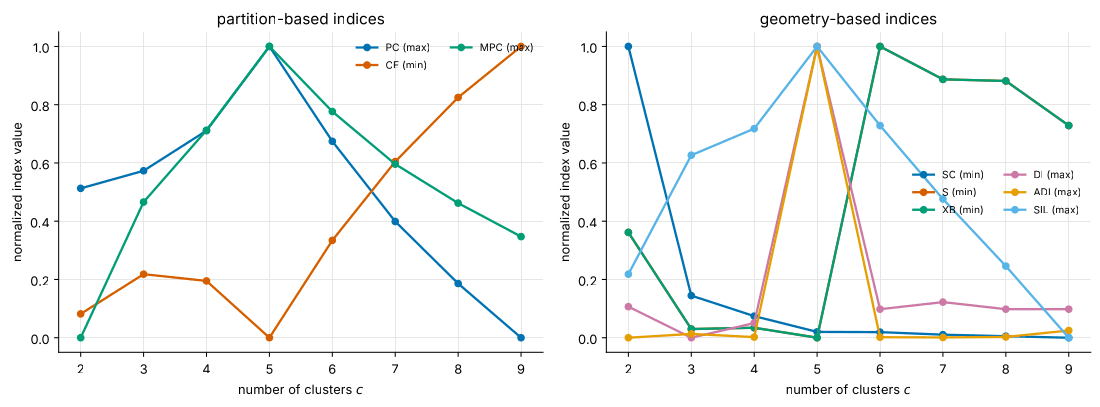 partition-based indices
PC (max)
CF (min)
MPC (max)
normalized index value
1.0
0.8
0.6
0.4
0.2
0.0
2 3 4 5 6 7 8 9
number of clusters c
geometry-based indices
SC (min)
S (min)
XB (min)
DI (max)
ADI (max)
SIL (max)
normalized index value
1.0
0.8
0.6
0.4
0.2
0.0
2 3 4 5 6 7 8 9
number of clusters c